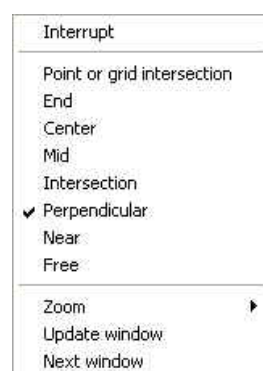 Interrupt
Point or grid intersection
End
Center
Mid
Intersection
Perpendicular
Near
Free
Zoom
Update window
Next window